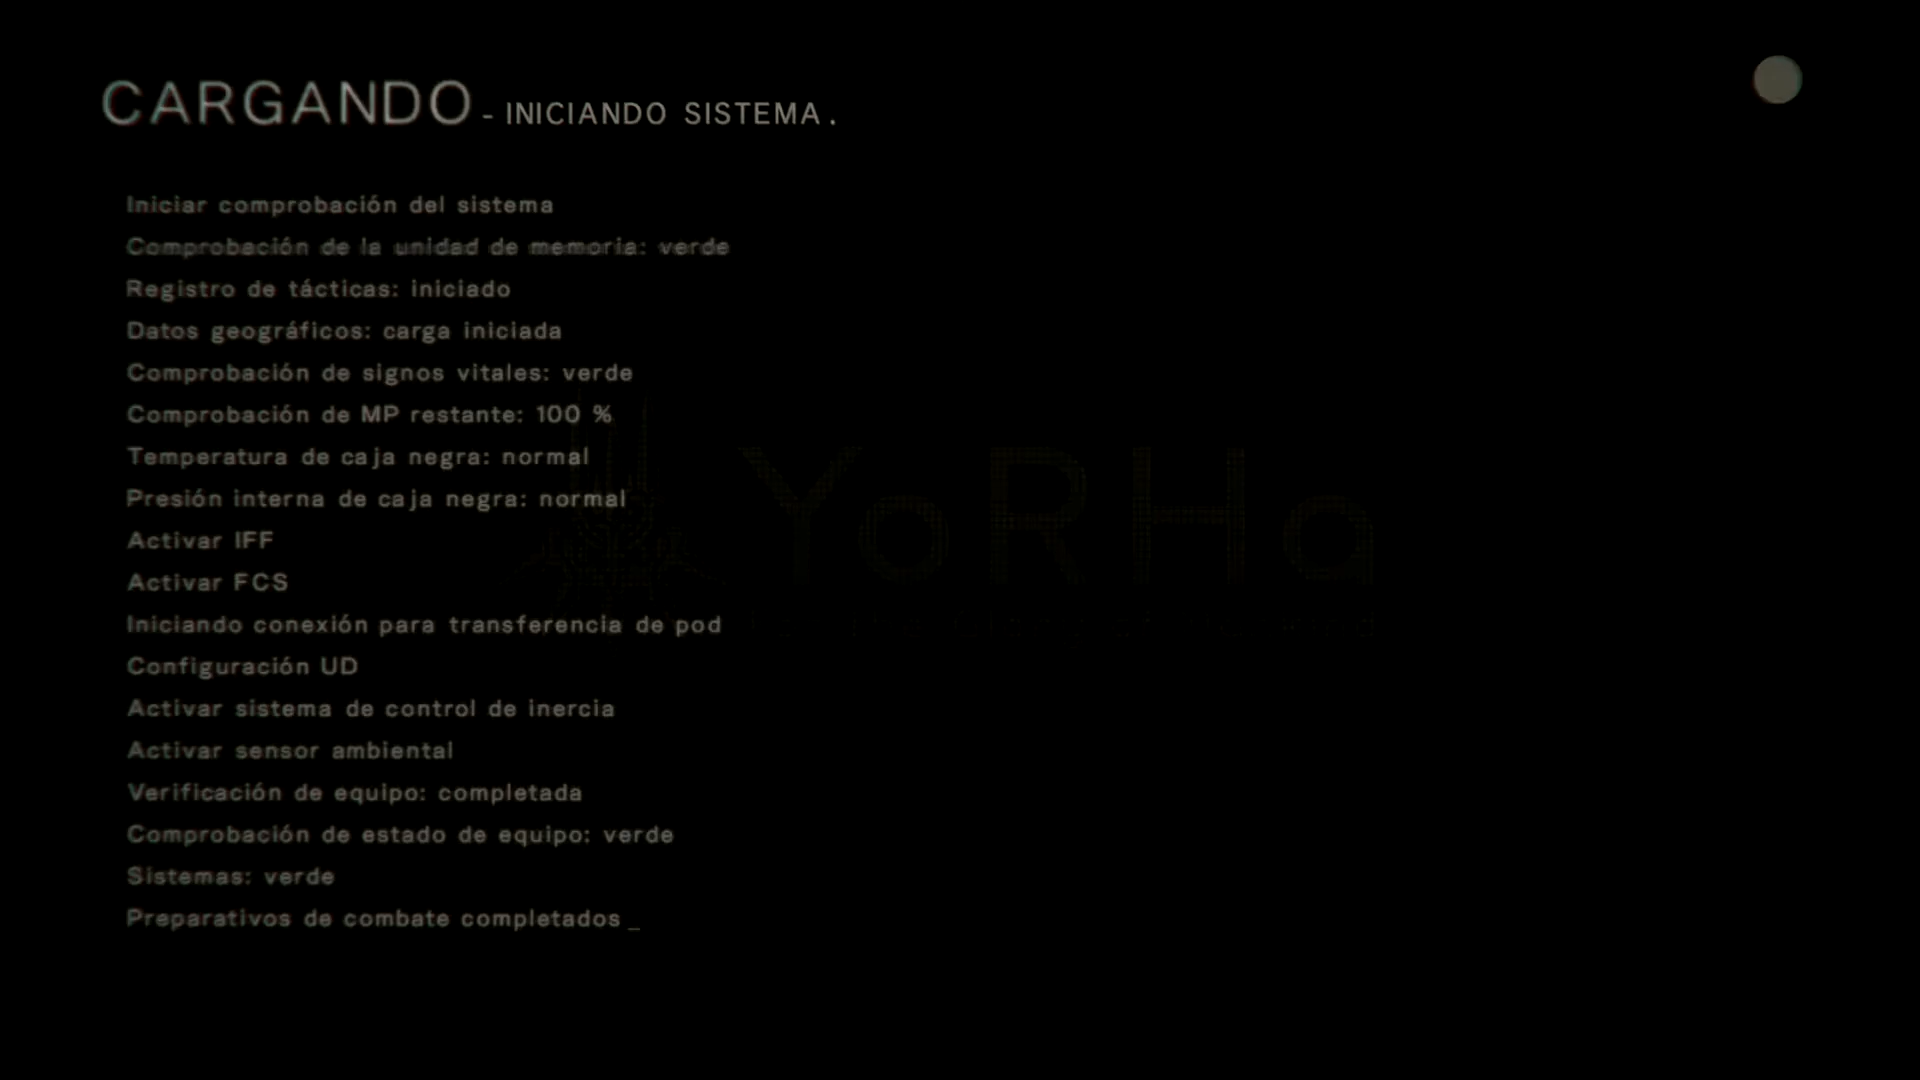 CARGANDO - INICIANDO SISTEMA.
Iniciar comprobación del sistema
Comprobación de la unidad de memoria: verde
Registro de tácticas: iniciado
Datos geográficos: carga iniciada
Comprobación de signos vitales: verde
Comprobación de MP restante: 100 %
Temperatura de caja negra: normal
Presión interna de caja negra: normal
YoRHa
Activar IFF
Activar FCS
Iniciando conexión para transferencia de pod
Configuración UD
Activar sistema de control de inercia
Activar sensor ambiental
Verificación de equipo: completada
Comprobación de estado de equipo: verde
Sistemas: verde
Preparativos de combate completados _